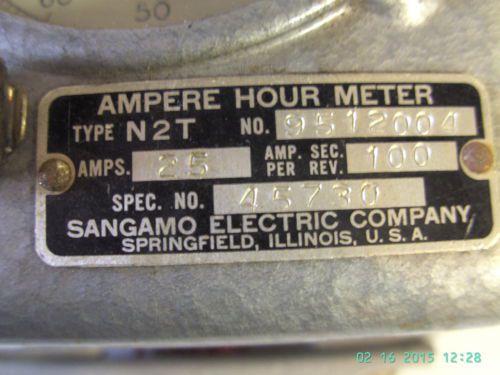 50
AMPERE HOUR METER
TYPE N2T NO. 9512004
AMPS. 25 AMP. SEC. PER REV. 100
SPEC. NO. 45730
SANGAMO ELECTRIC COMPANY
SPRINGFIELD, ILLINOIS, U.S.A.
02 16 2015 12:28